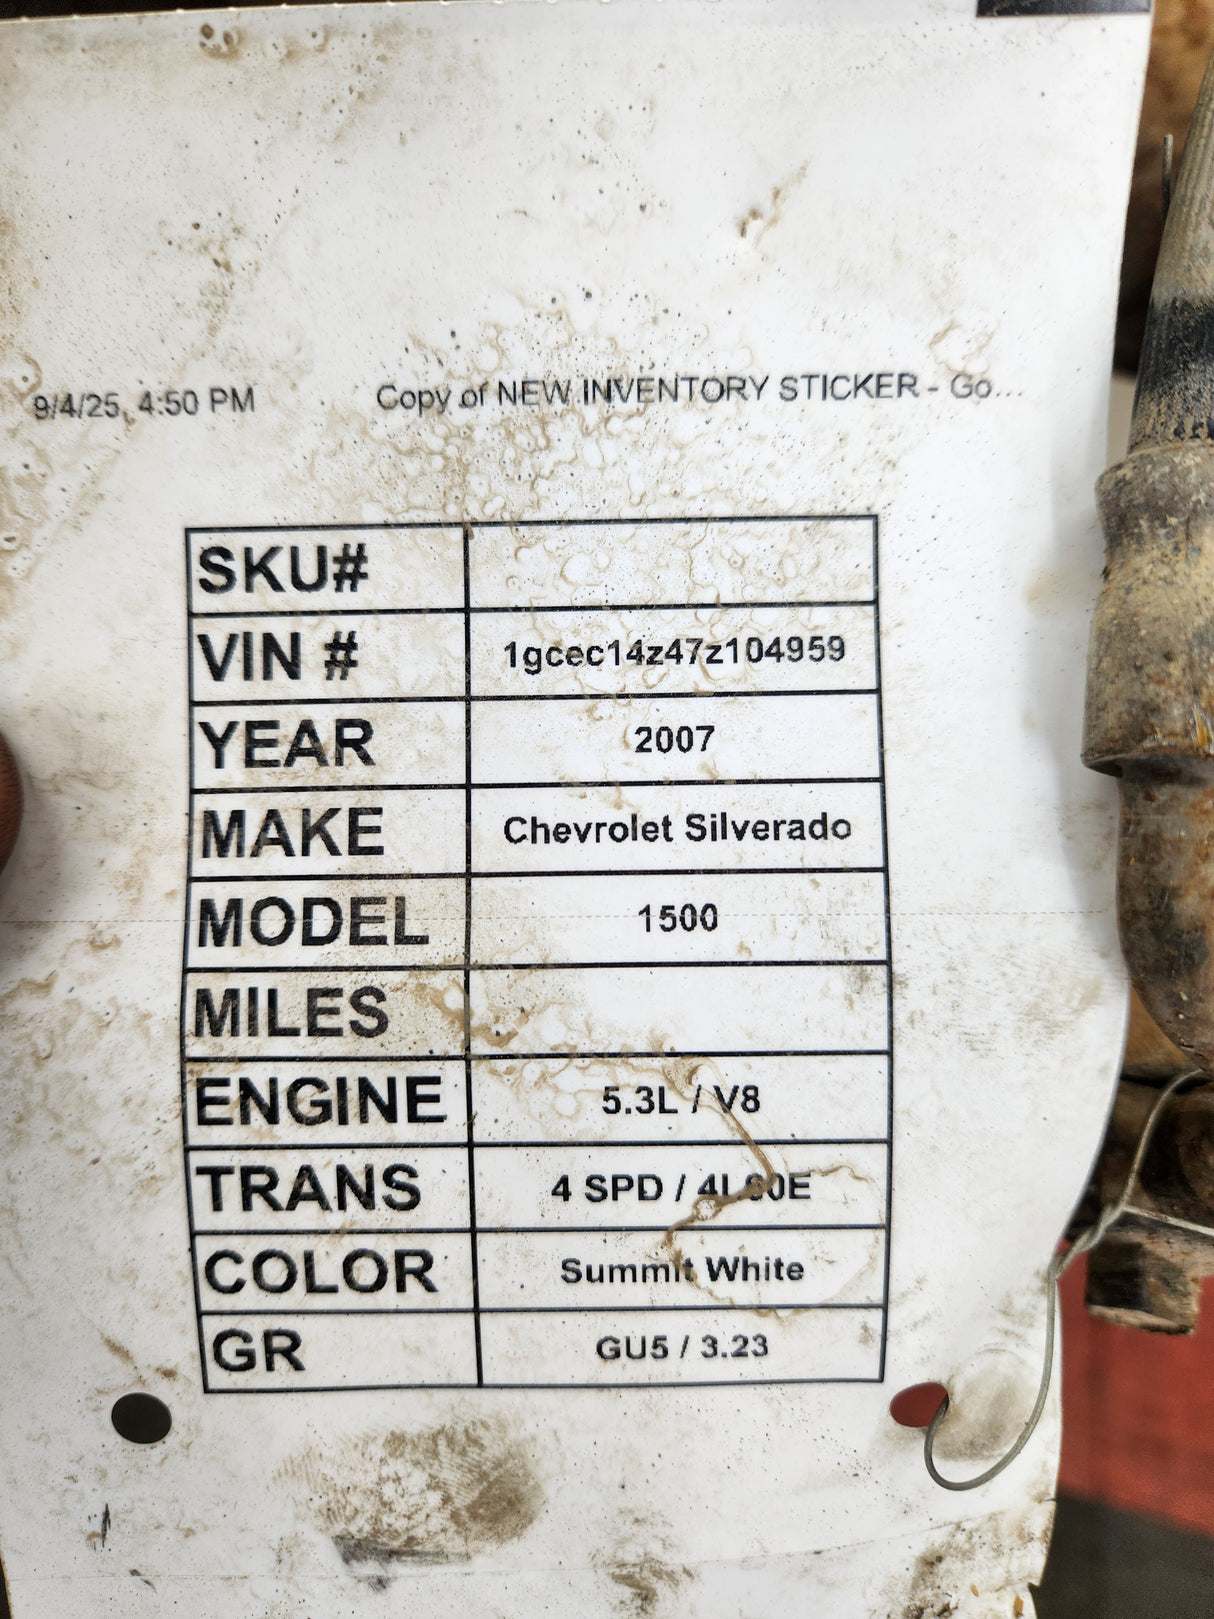 9/4/25, 4:50 PM Copy of NEW INVENTORY STICKER - Go...
SKU#
VIN # 1gcec14z47z104959
YEAR 2007
MAKE Chevrolet Silverado
MODEL 1500
MILES
ENGINE 5.3L / V8
TRANS 4 SPD / 4L60E
COLOR Summit White
GR GU5 / 3.23